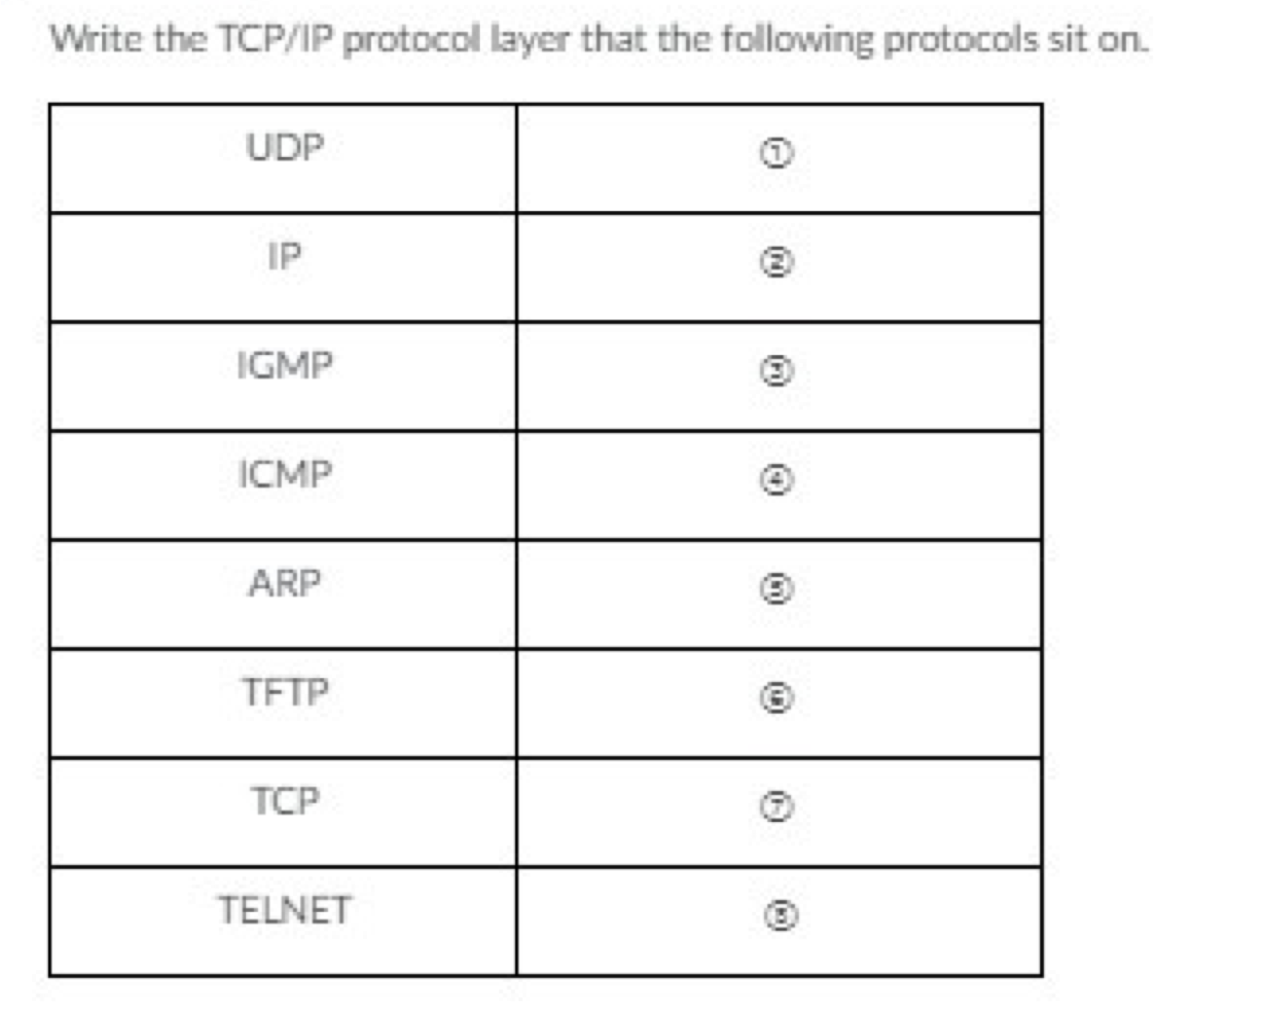 Write the TCP/IP protocol layer that the following protocols sit on.
UDP ①
IP ②
IGMP ③
ICMP ④
ARP ⑤
TFTP ⑥
TCP ⑦
TELNET ⑧